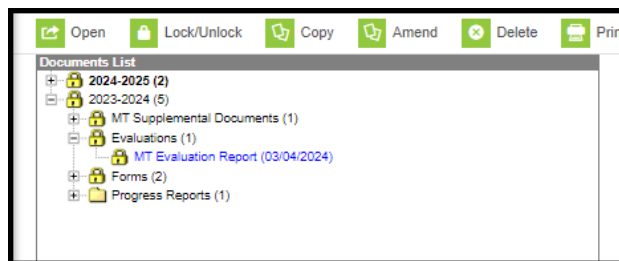 Open Lock/Unlock Copy Amend Delete Prin
Documents List
2024-2025 (2)
2023-2024 (5)
MT Supplemental Documents (1)
Evaluations (1)
MT Evaluation Report (03/04/2024)
Forms (2)
Progress Reports (1)